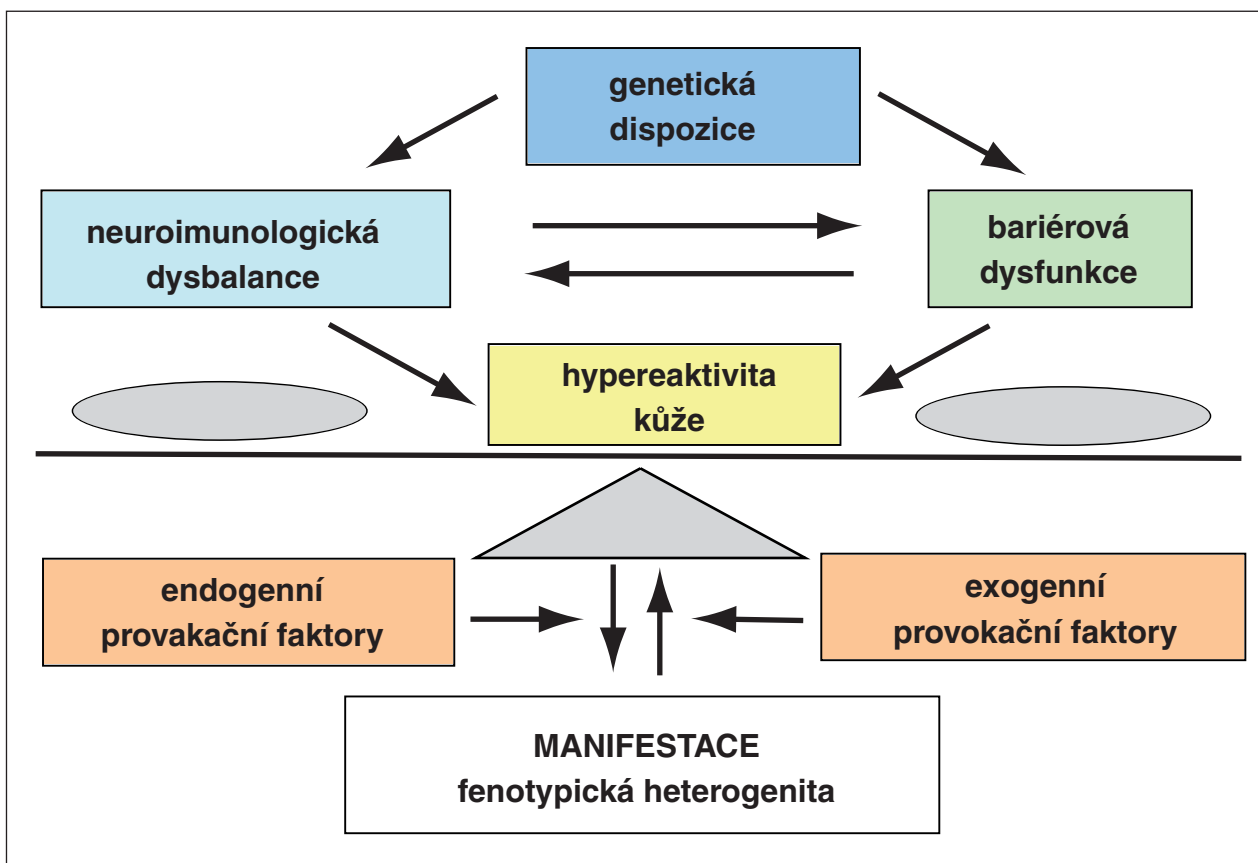 genetická
dispozice
neuroimunologická
dysbalance
bariérová
dysfunkce
hypereaktivita
kůže
endogenní
provakační faktory
exogenní
provokační faktory
MANIFESTACE
fenotypická heterogenita